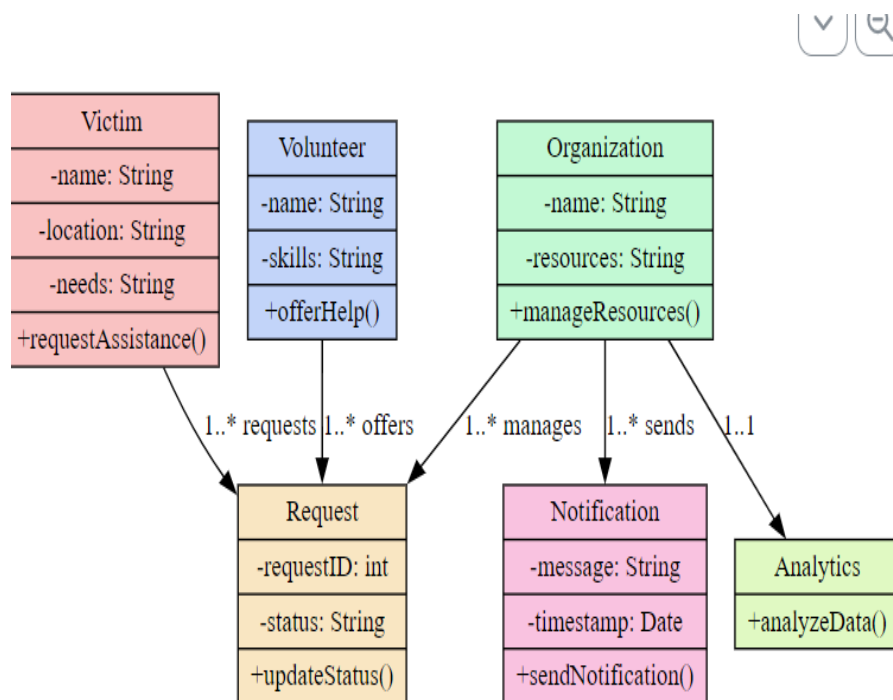 Victim
-name: String
-location: String
-needs: String
+requestAssistance()
Volunteer
-name: String
-skills: String
+offerHelp()
Organization
-name: String
-resources: String
+manageResources()
1..* requests
1..* offers
1..* manages
1..* sends
1..1
Request
-requestID: int
-status: String
+updateStatus()
Notification
-message: String
-timestamp: Date
+sendNotification()
Analytics
+analyzeData()